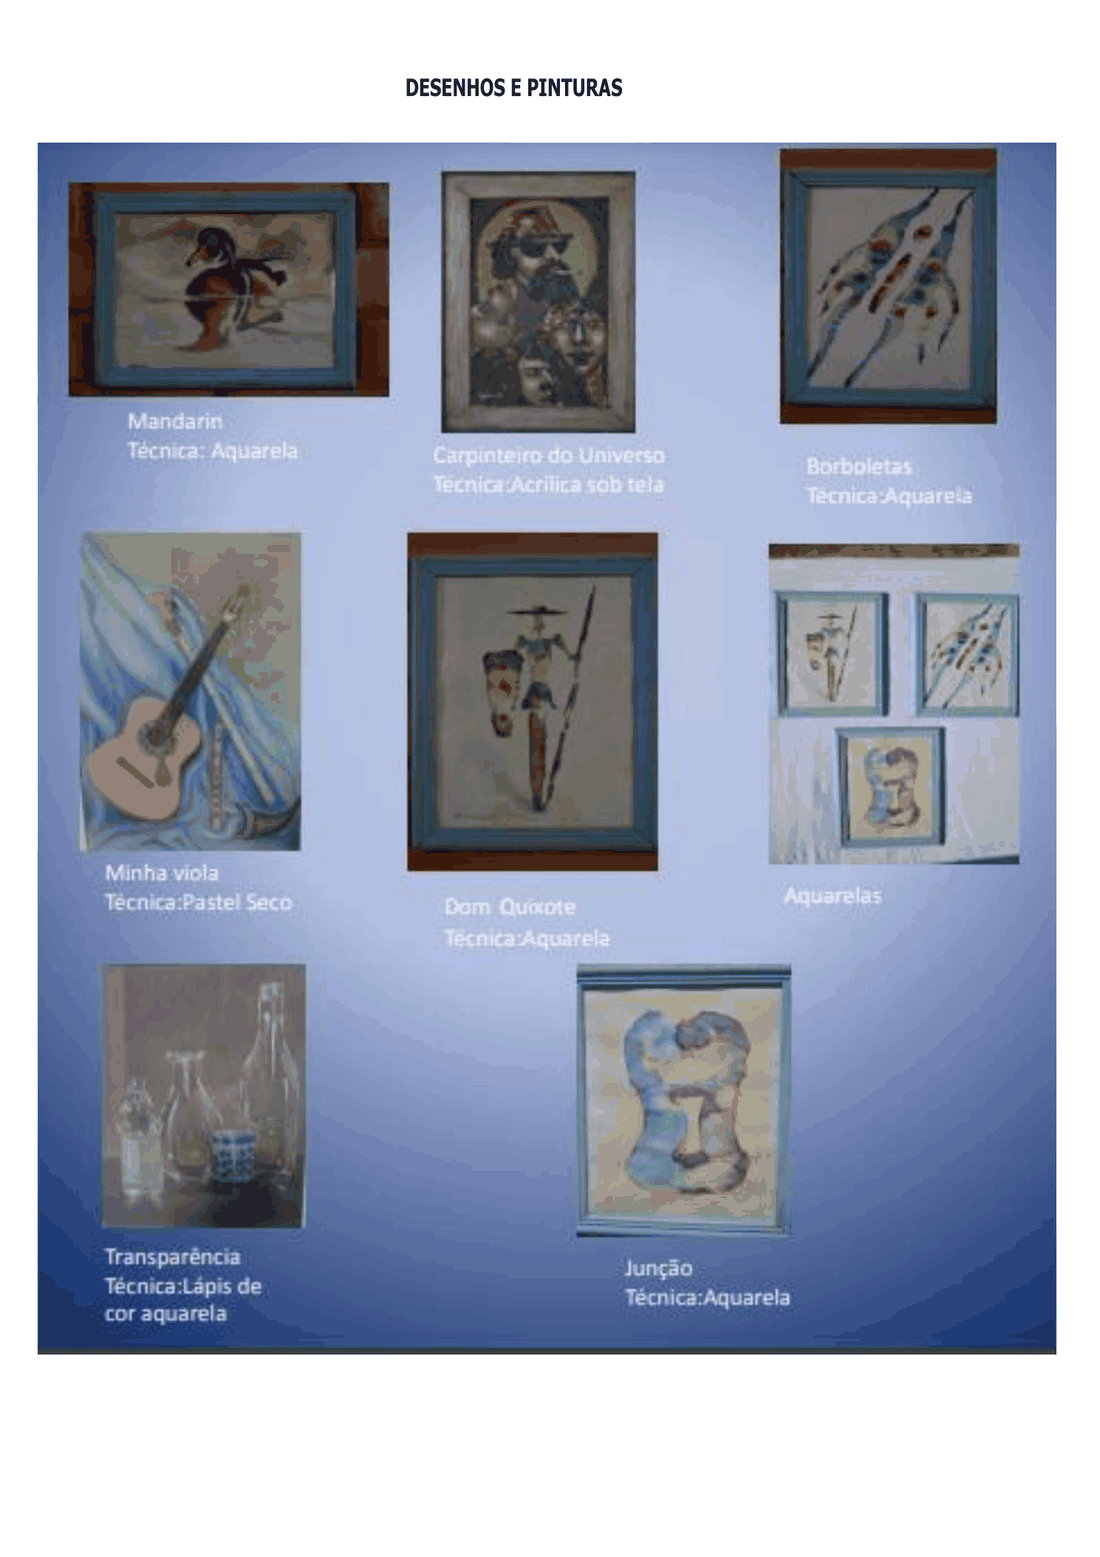 DESENHOS E PINTURAS
Mandarin
Técnica: Aquarela
Carpinteiro do Universo
Tecnica:Acrilica sob tela
Borboletas
Técnica:Aquarela
Minha viola
Técnica:Pastel Seco
Dom Quixote
Técnica:Aquarela
Aquarelas
Transparência
Técnica:Lápis de
cor aquarela
Junção
Técnica:Aquarela